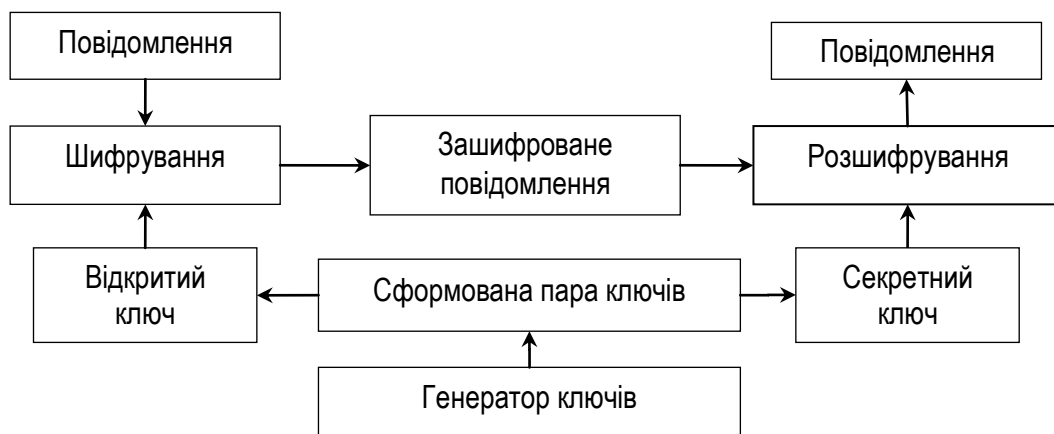 Повідомлення
Повідомлення
Шифрування
Зашифроване
повідомлення
Розшифрування
Відкритий
ключ
Сформована пара ключів
Секретний
ключ
Генератор ключів